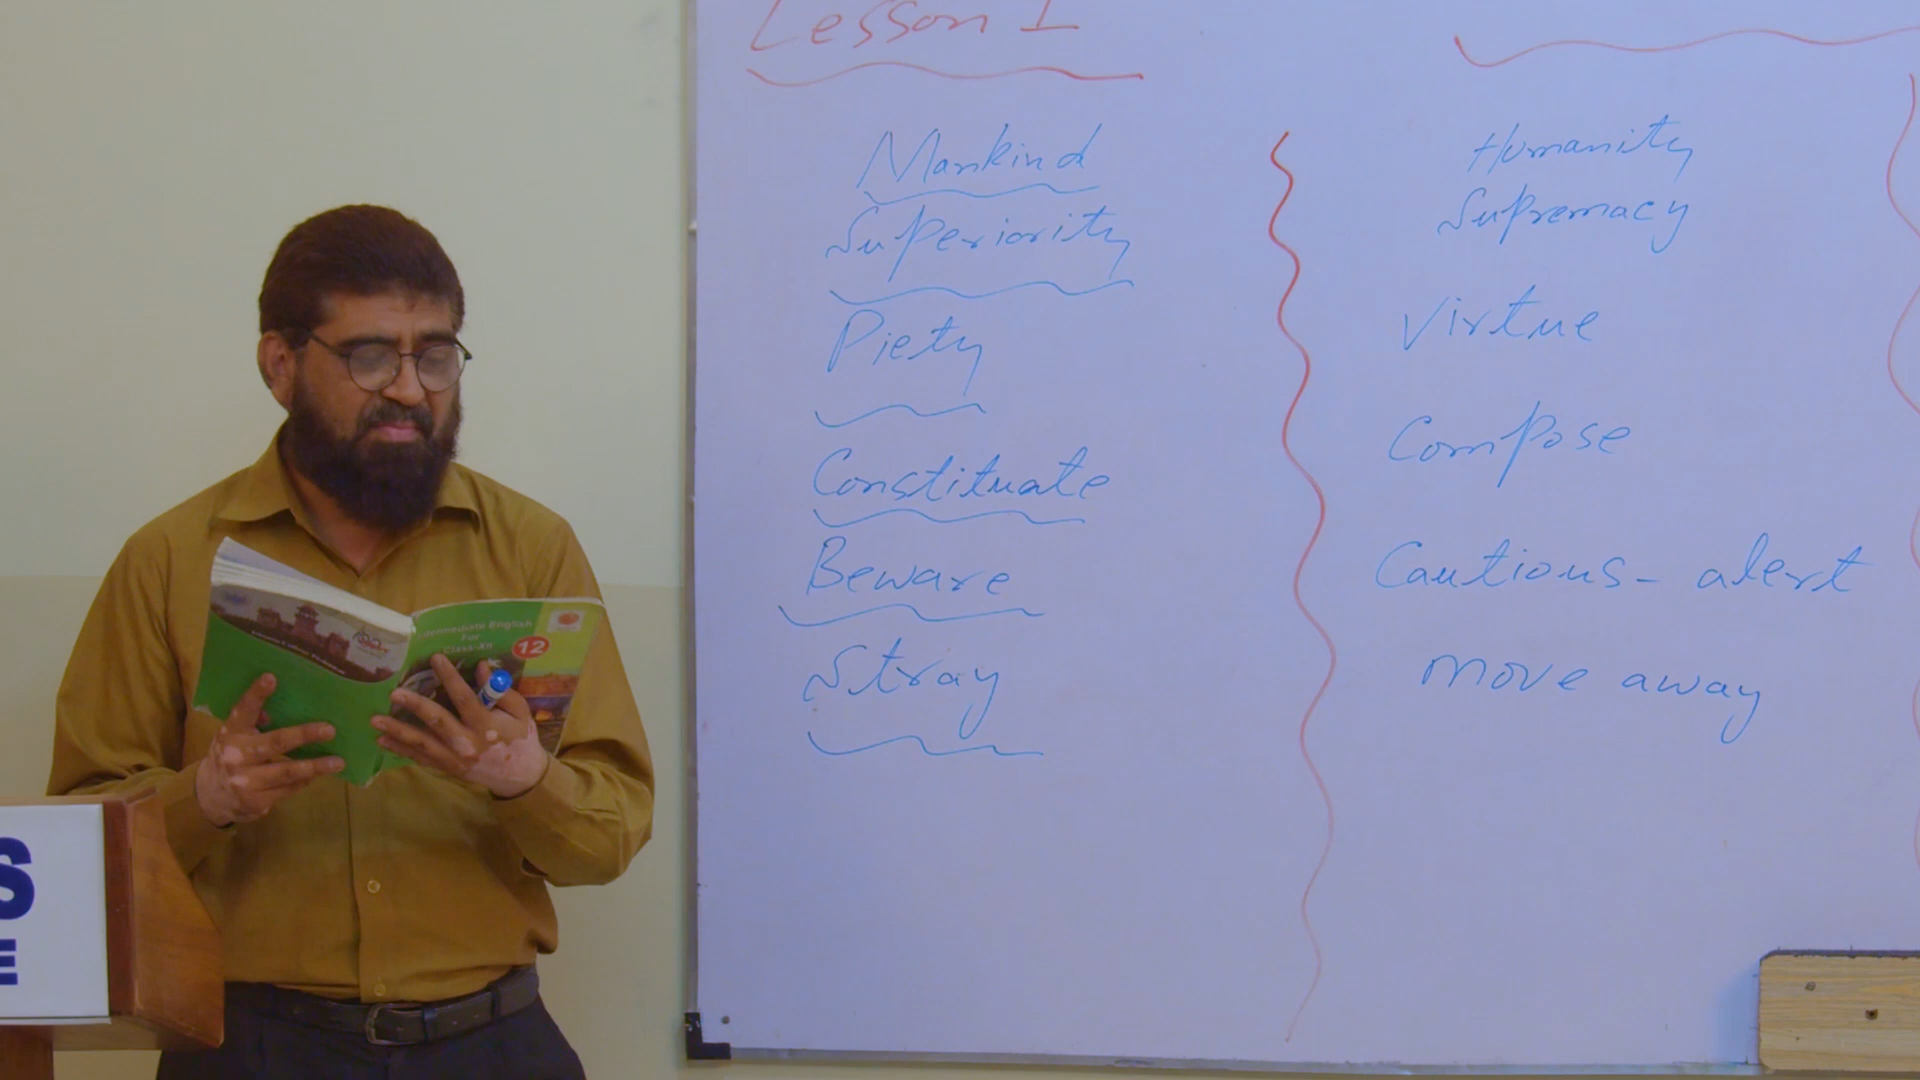 Lesson 1
Mankind Humanity
Superiority Supremacy
Piety Virtue
Constituate Compose
Beware Cautious - alert
Stray move away
Intermediate English
For
Class-XII
12
S
E